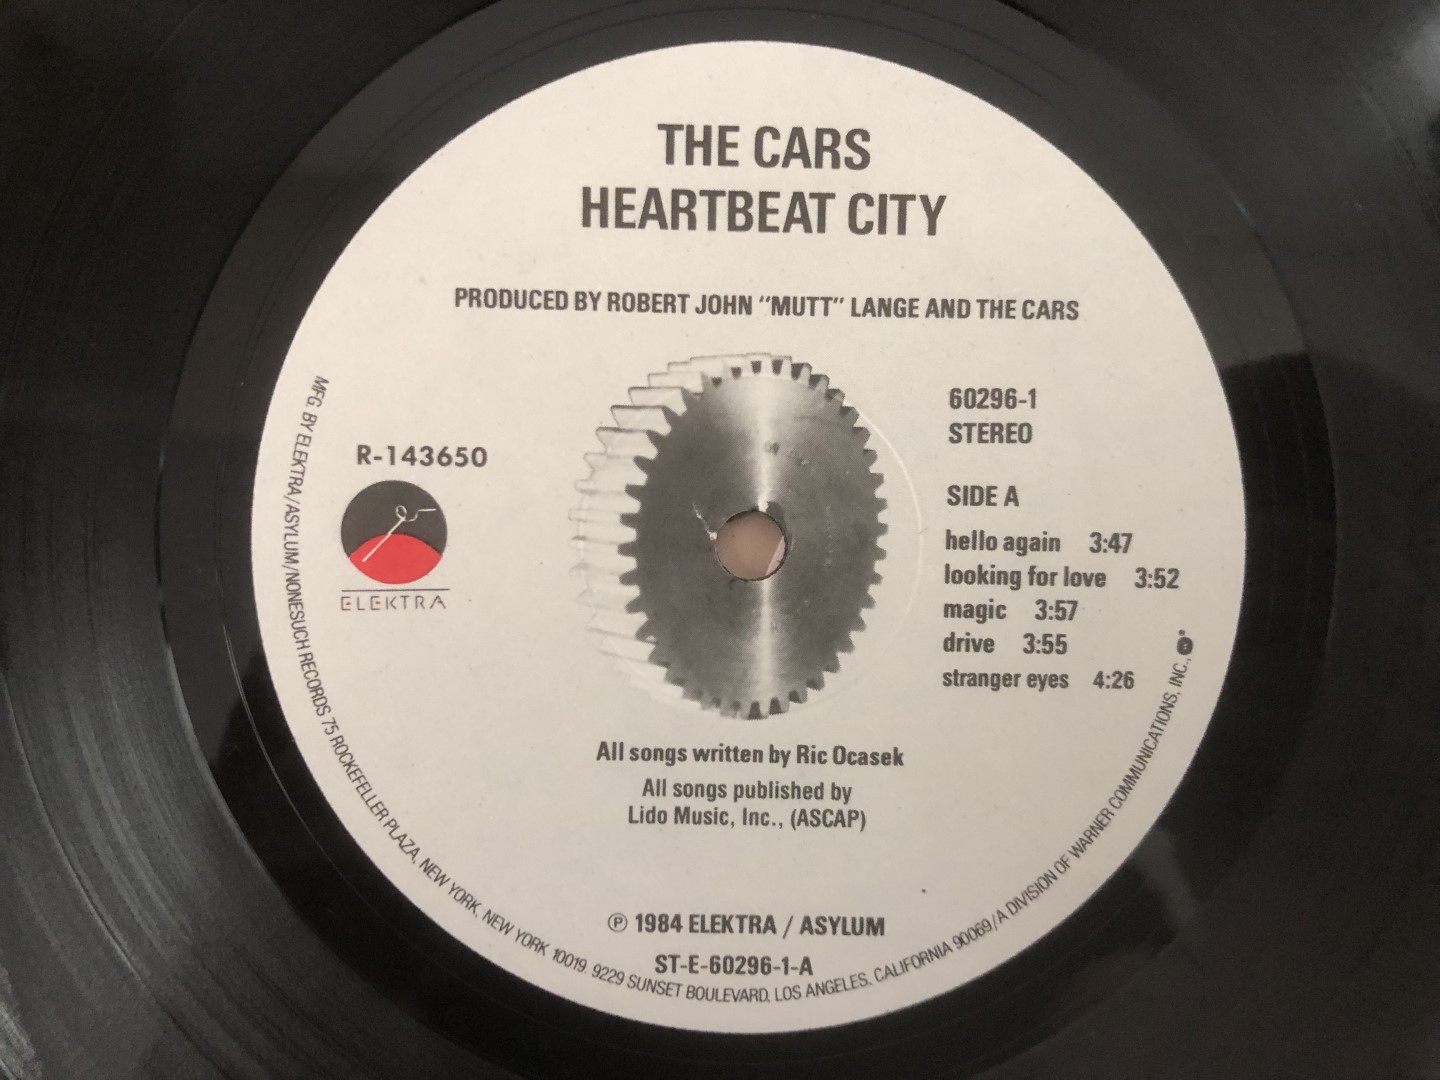 THE CARS
HEARTBEAT CITY
PRODUCED BY ROBERT JOHN "MUTT" LANGE AND THE CARS
R-143650
ELEKTRA
60296-1
STEREO
SIDE A
hello again 3:47
looking for love 3:52
magic 3:57
drive 3:55
stranger eyes 4:26
All songs written by Ric Ocasek
All songs published by
Lido Music, Inc., (ASCAP)
℗ 1984 ELEKTRA / ASYLUM
ST-E-60296-1-A
MFG. BY ELEKTRA/ASYLUM/NONESUCH RECORDS 75 ROCKEFELLER PLAZA, NEW YORK, NEW YORK 10019. 9229 SUNSET BOULEVARD, LOS ANGELES, CALIFORNIA 90069/A DIVISION OF WARNER COMMUNICATIONS, INC.,